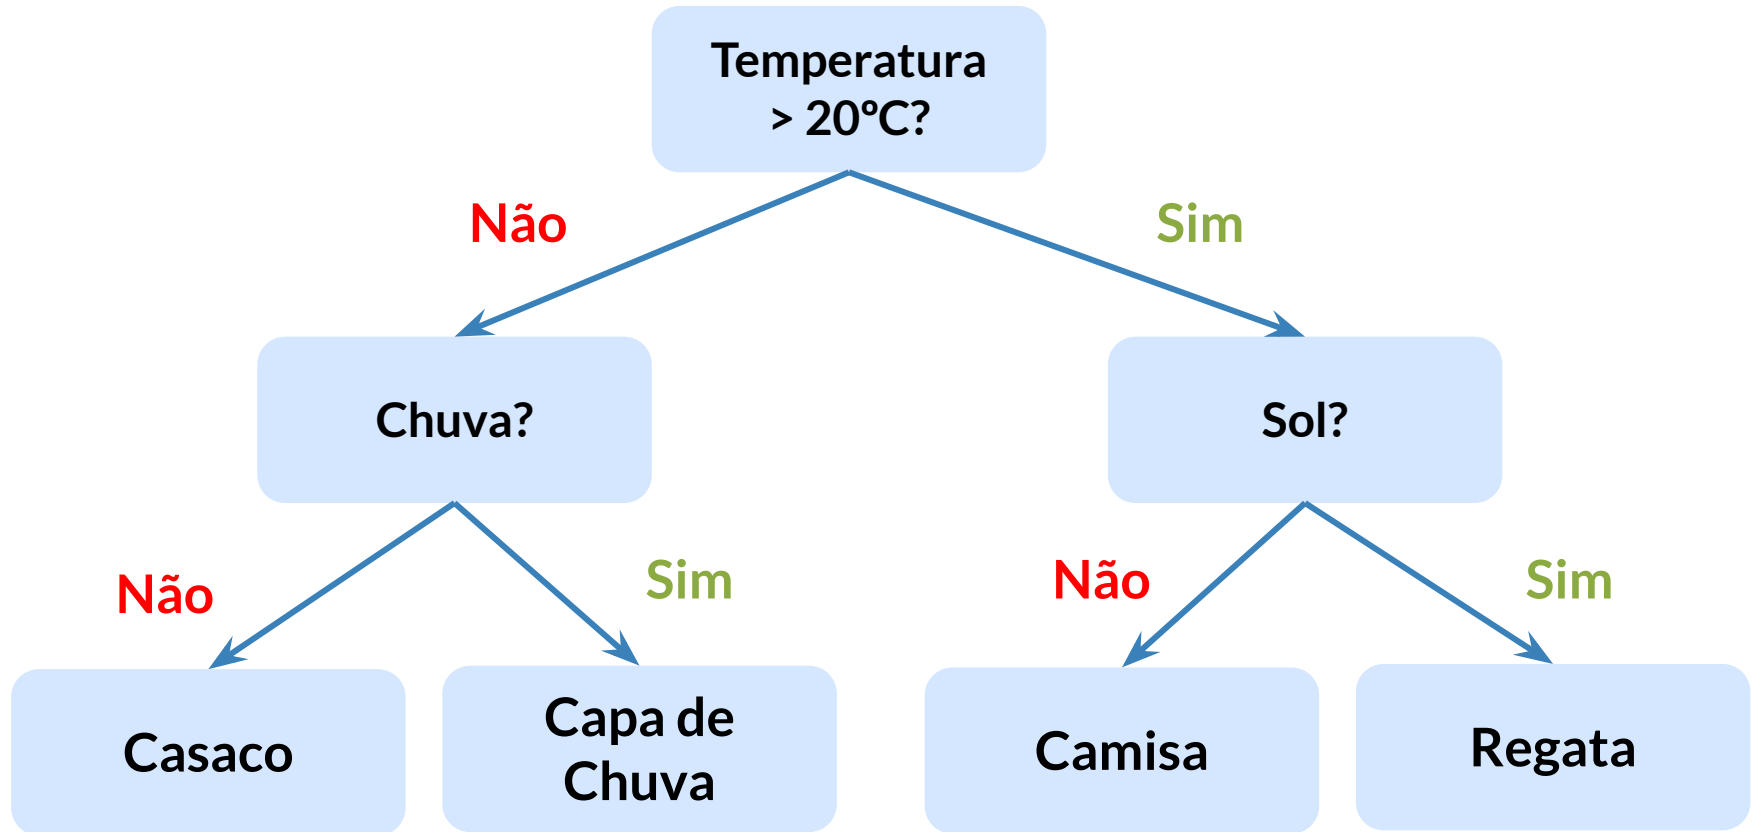 Temperatura
> 20ºC?
Não
Sim
Chuva?
Sol?
Não
Sim
Não
Sim
Casaco
Capa de
Chuva
Camisa
Regata